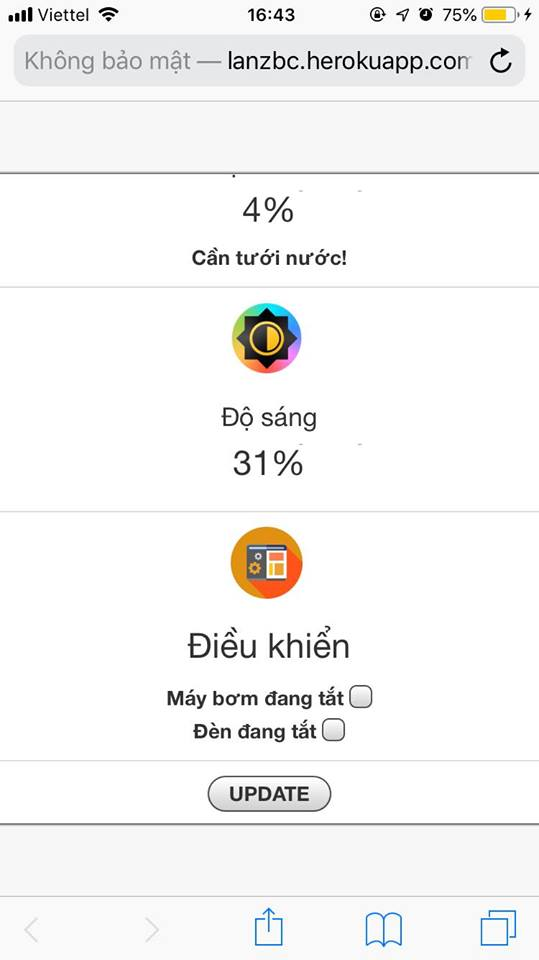 Viettel 16:43 75%
Không bảo mật — lanzbc.herokuapp.com
4%
Cần tưới nước!
Độ sáng
31%
Điều khiển
Máy bơm đang tắt
Đèn đang tắt
UPDATE